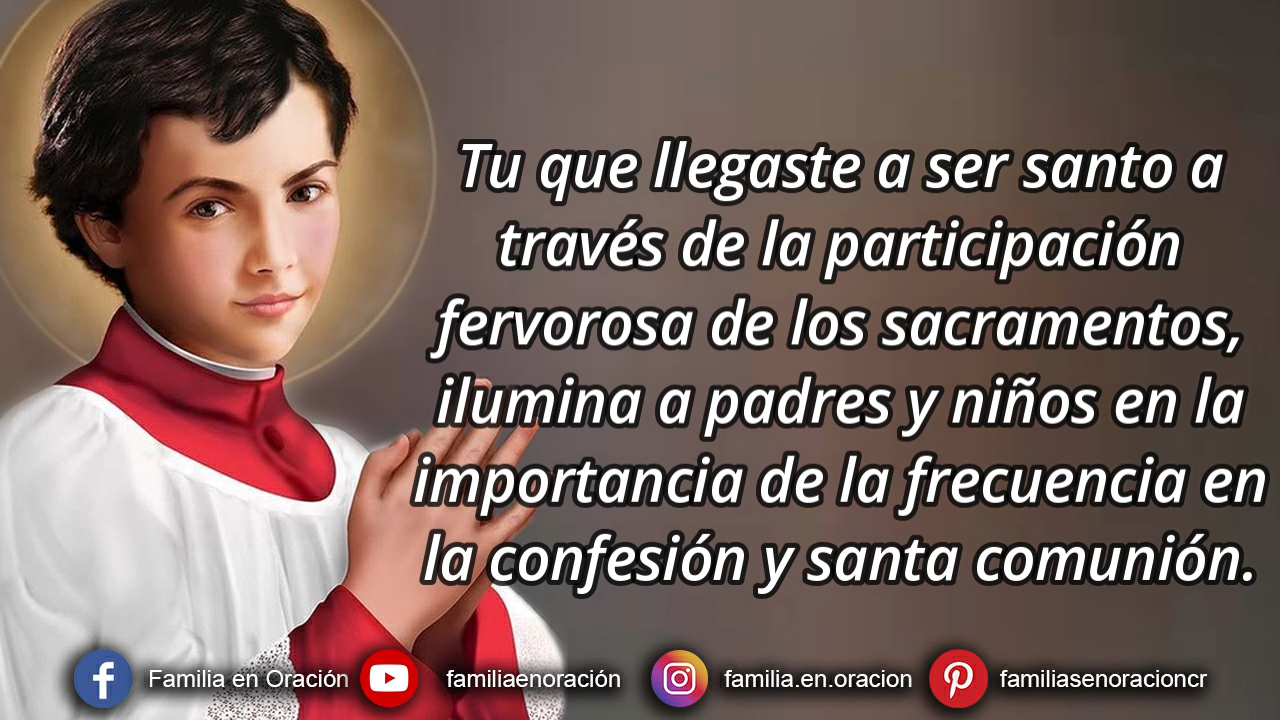 Tu que llegaste a ser santo a
través de la participación
fervorosa de los sacramentos,
ilumina a padres y niños en la
importancia de la frecuencia en
la confesión y santa comunión.
Familia en Oración familiaenoración familia.en.oracion familiasenoracioncr